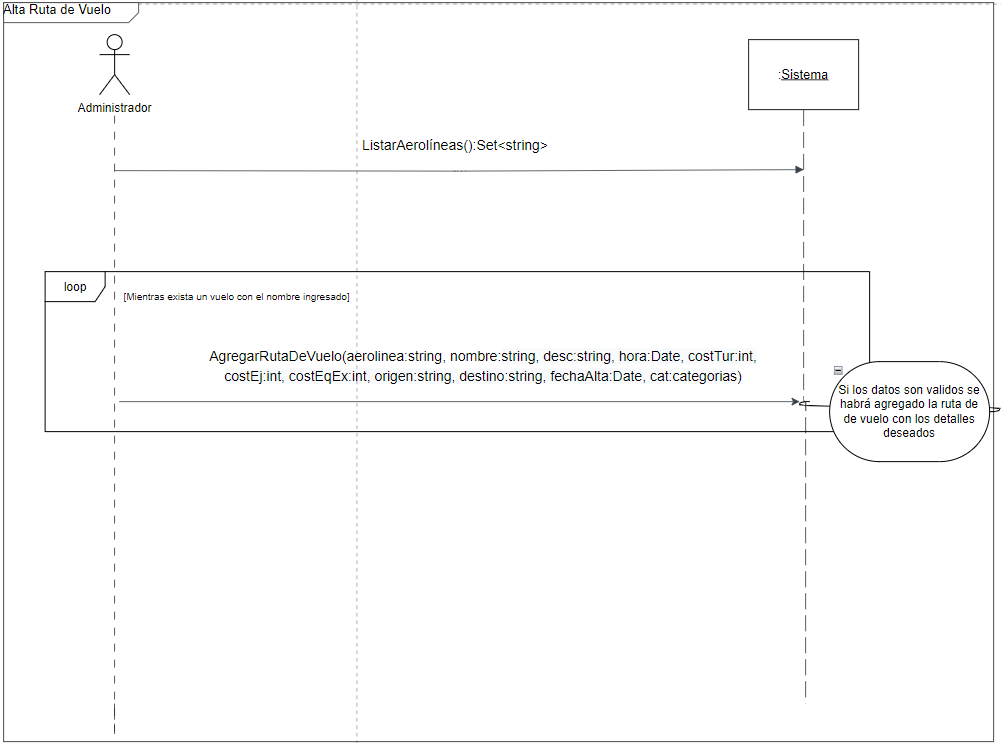 Alta Ruta de Vuelo
Administrador
:Sistema
ListarAerolíneas():Set<string>
loop
[Mientras exista un vuelo con el nombre ingresado]
AgregarRutaDeVuelo(aerolinea:string, nombre:string, desc:string, hora:Date, costTur:int,
costEj:int, costEqEx:int, origen:string, destino:string, fechaAlta:Date, cat:categorias)
Si los datos son validos se
habrá agregado la ruta de
de vuelo con los detalles
deseados